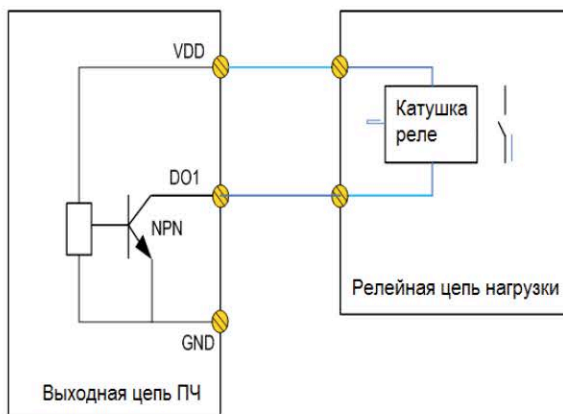 VDD
Катушка
реле
DO1
NPN
Релейная цепь нагрузки
GND
Выходная цепь ПЧ